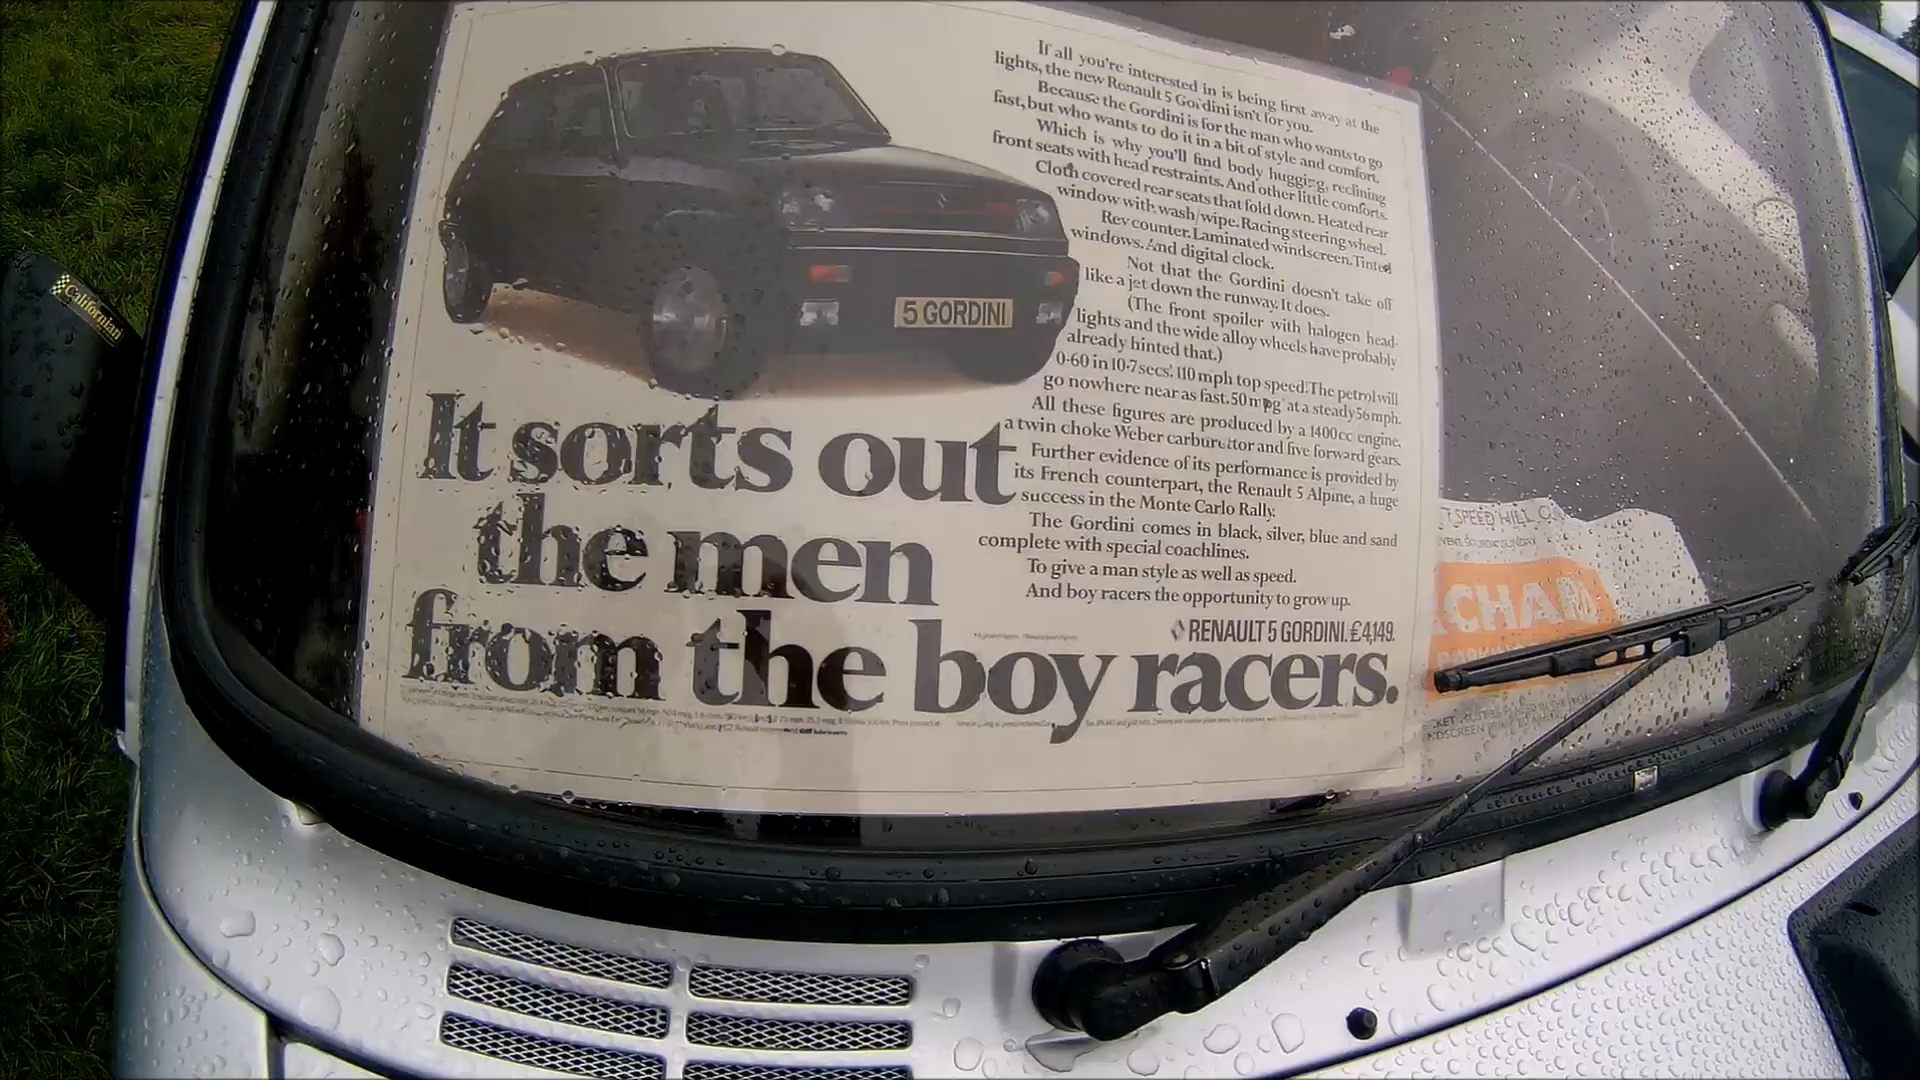 Californian
5 GORDINI
If all you're interested in is being first away at the
lights, the new Renault 5 Gordini isn't for you.
Because the Gordini is for the man who wants to go
fast, but who wants to do it in a bit of style and comfort.
Which is why you'll find body hugging, reclining
front seats with head restraints. And other little comforts.
Cloth covered rear seats that fold down. Heated rear
window with wash/wipe. Racing steering wheel.
Rev counter. Laminated windscreen. Tinted
windows. And digital clock.
Not that the Gordini doesn't take off
like a jet down the runway. It does.
(The front spoiler with halogen head-
lights and the wide alloy wheels have probably
already hinted that.)
0-60 in 10·7 secs! 110 mph top speed! The petrol will
go nowhere near as fast. 50 mpg at a steady 56 mph.
All these figures are produced by a 1400cc engine,
a twin choke Weber carburettor and five forward gears.
Further evidence of its performance is provided by
its French counterpart, the Renault 5 Alpine, a huge
success in the Monte Carlo Rally.
The Gordini comes in black, silver, blue and sand
complete with special coachlines.
To give a man style as well as speed.
And boy racers the opportunity to grow up.
RENAULT 5 GORDINI. £4,149.
It sorts out
the men
from the boy racers.
T SPEED HILL
SATURDAY SUNDAY
CHAR